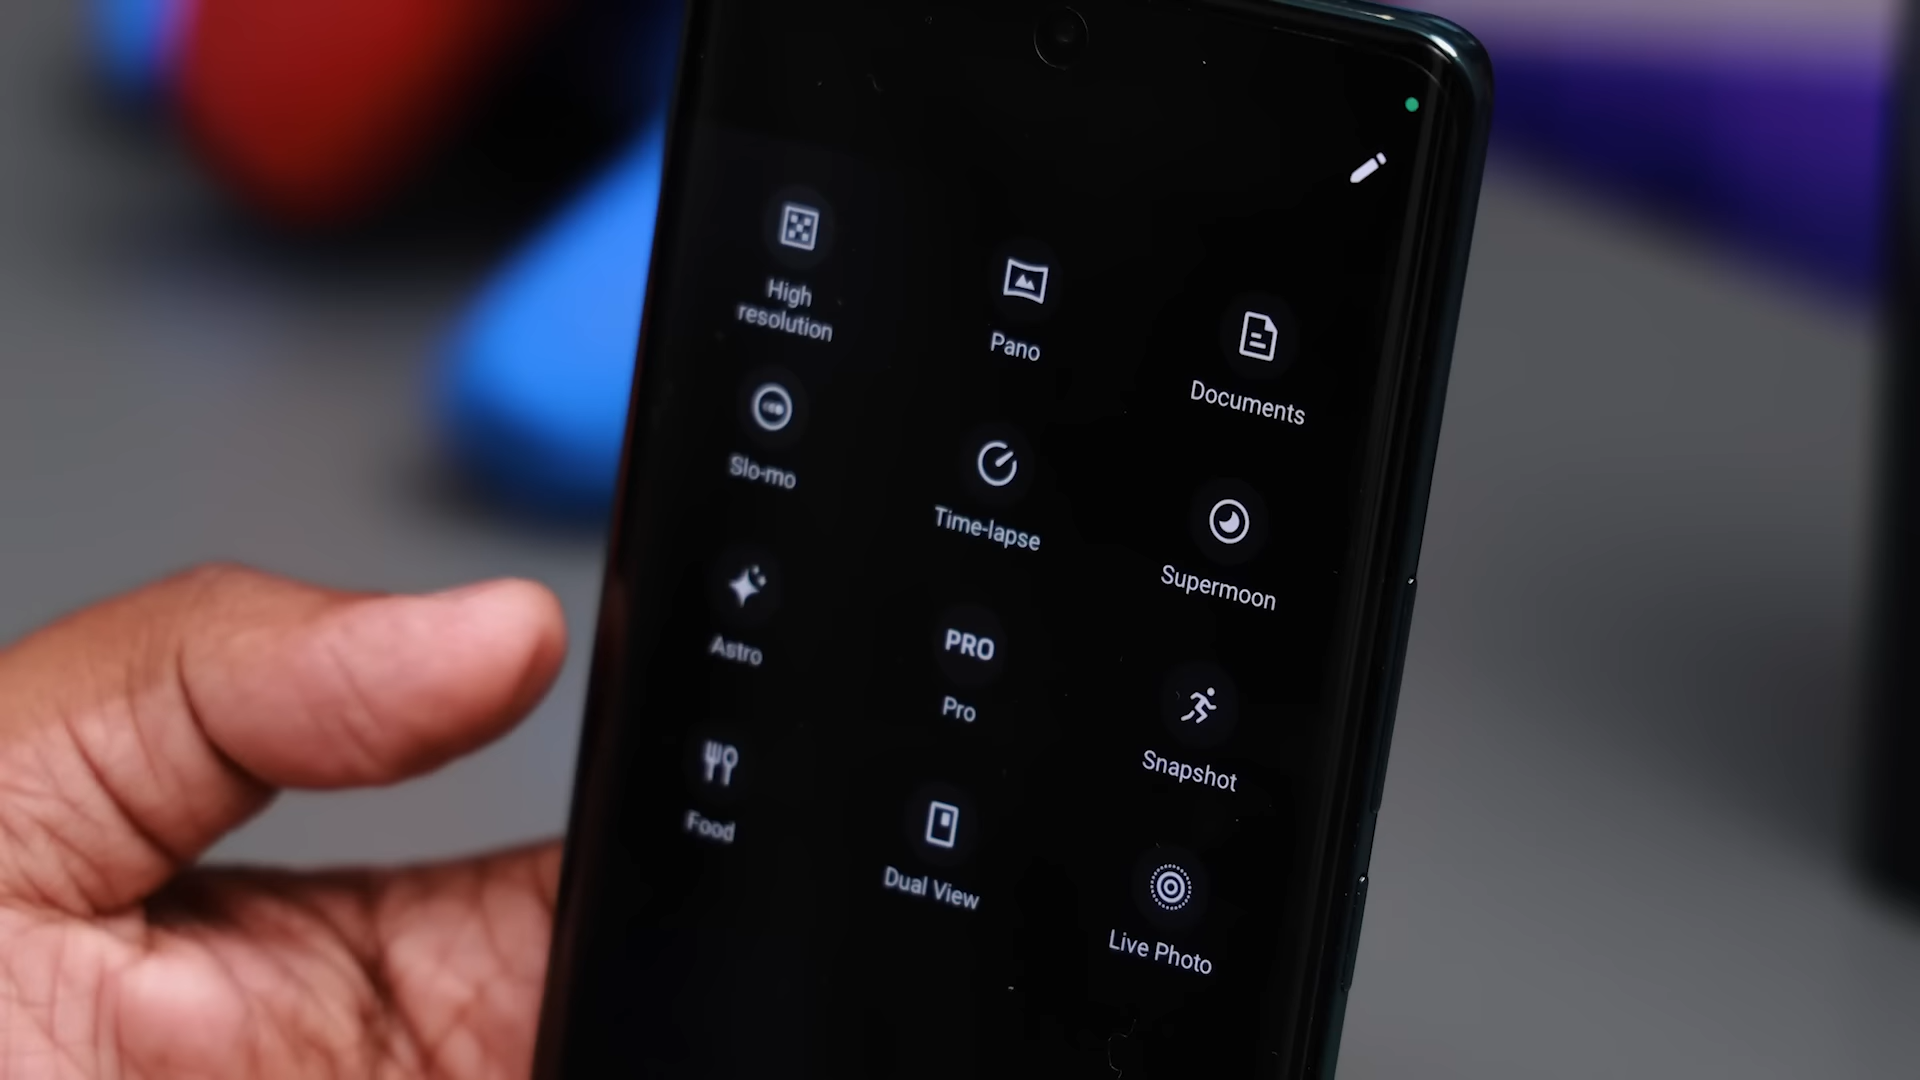 High
resolution
Pano
Documents
Slo-mo
Time-lapse
Supermoon
Astro
PRO
Pro
Snapshot
Food
Dual View
Live Photo